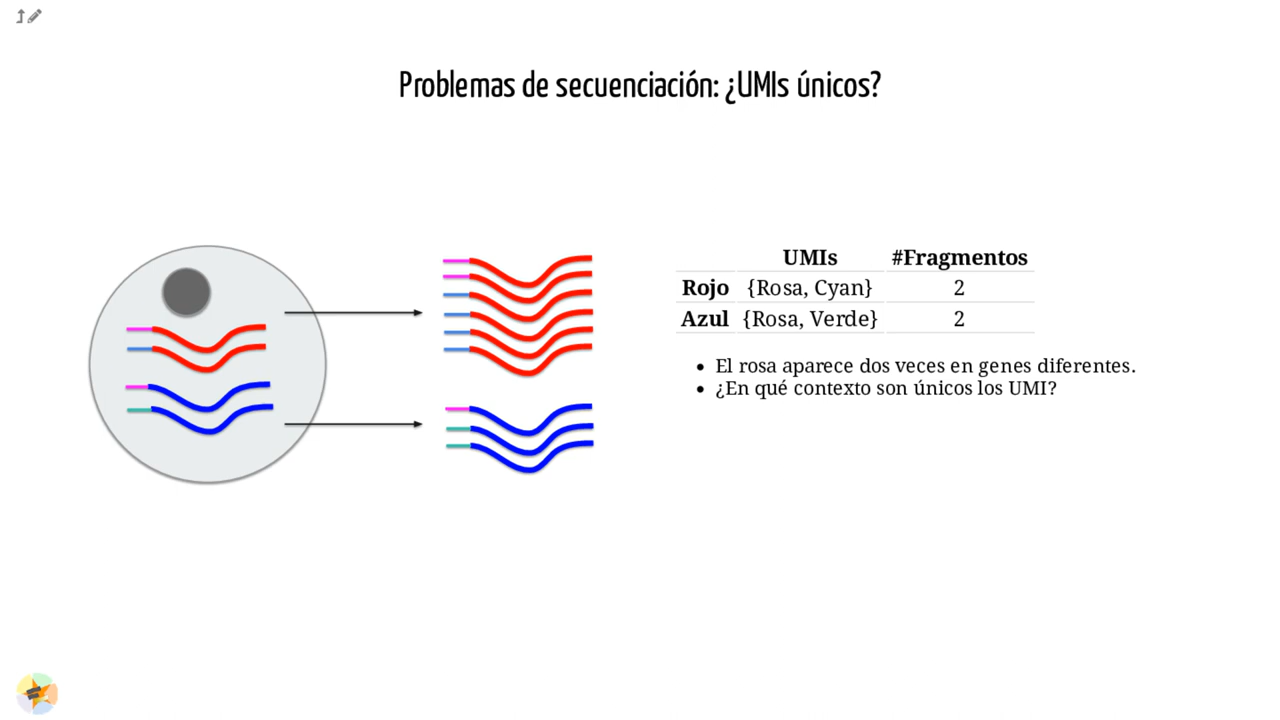 Problemas de secuenciación: ¿UMIs únicos?
UMIs #Fragmentos
Rojo {Rosa, Cyan} 2
Azul {Rosa, Verde} 2
El rosa aparece dos veces en genes diferentes.
¿En qué contexto son únicos los UMI?